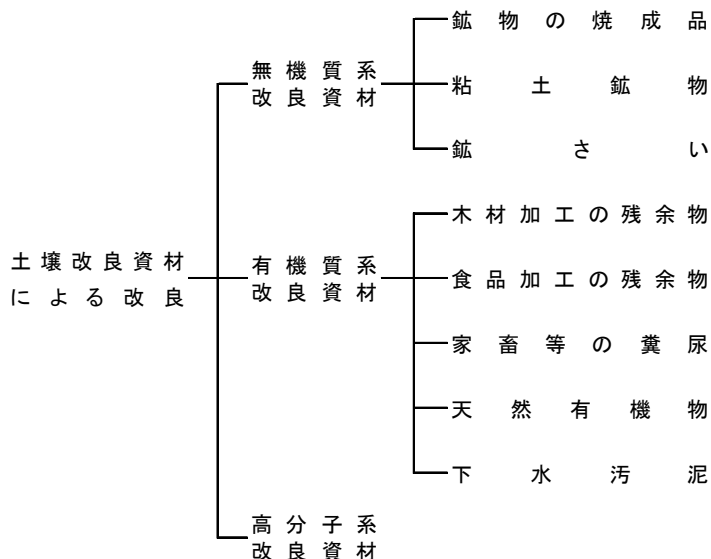 鉱物の焼成品
無機質系
改良資材
粘土鉱物
鉱さい
木材加工の残余物
土壌改良資材
による改良
有機質系
改良資材
食品加工の残余物
家畜等の糞尿
天然有機物
下水汚泥
高分子系
改良資材